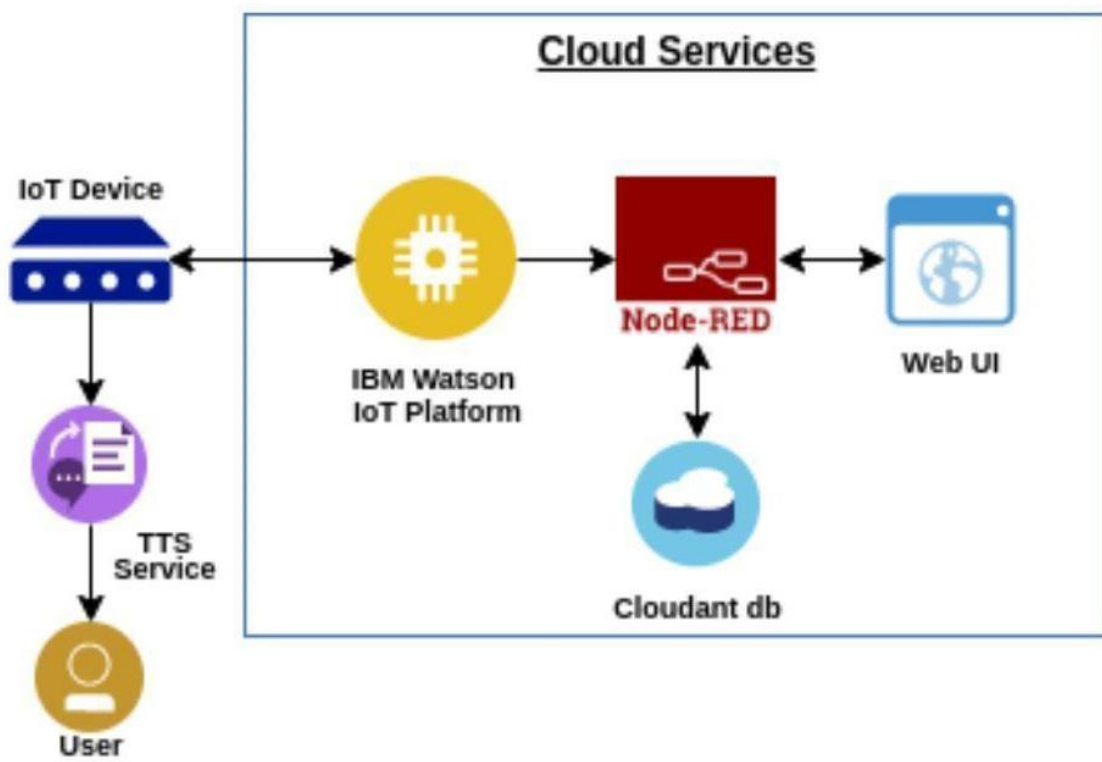 Cloud Services
IoT Device
Node-RED
Web UI
IBM Watson
IoT Platform
TTS
Service
Cloudant db
User